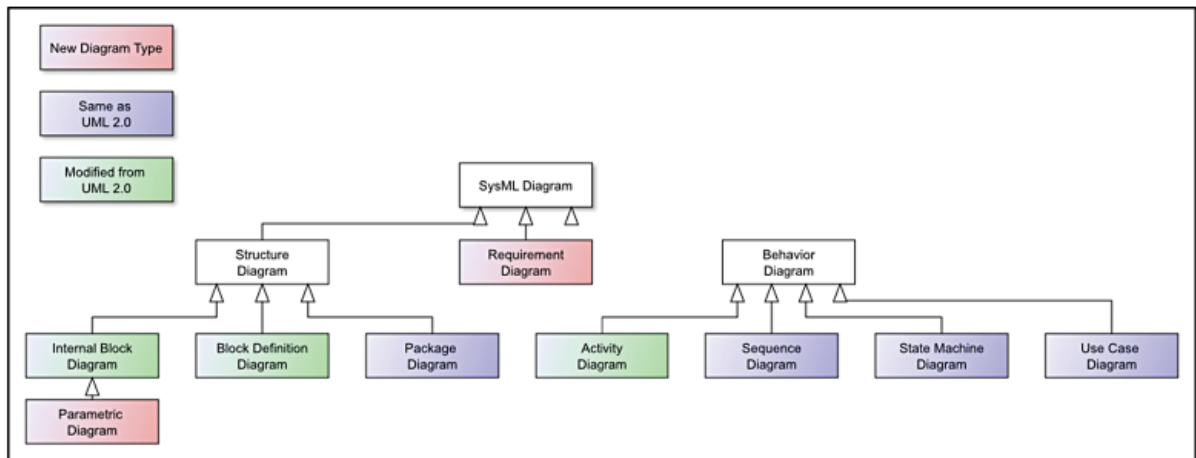 New Diagram Type
Same as
UML 2.0
Modified from
UML 2.0
SysML Diagram
Structure
Diagram
Requirement
Diagram
Behavior
Diagram
Internal Block
Diagram
Block Definition
Diagram
Package
Diagram
Activity
Diagram
Sequence
Diagram
State Machine
Diagram
Use Case
Diagram
Parametric
Diagram